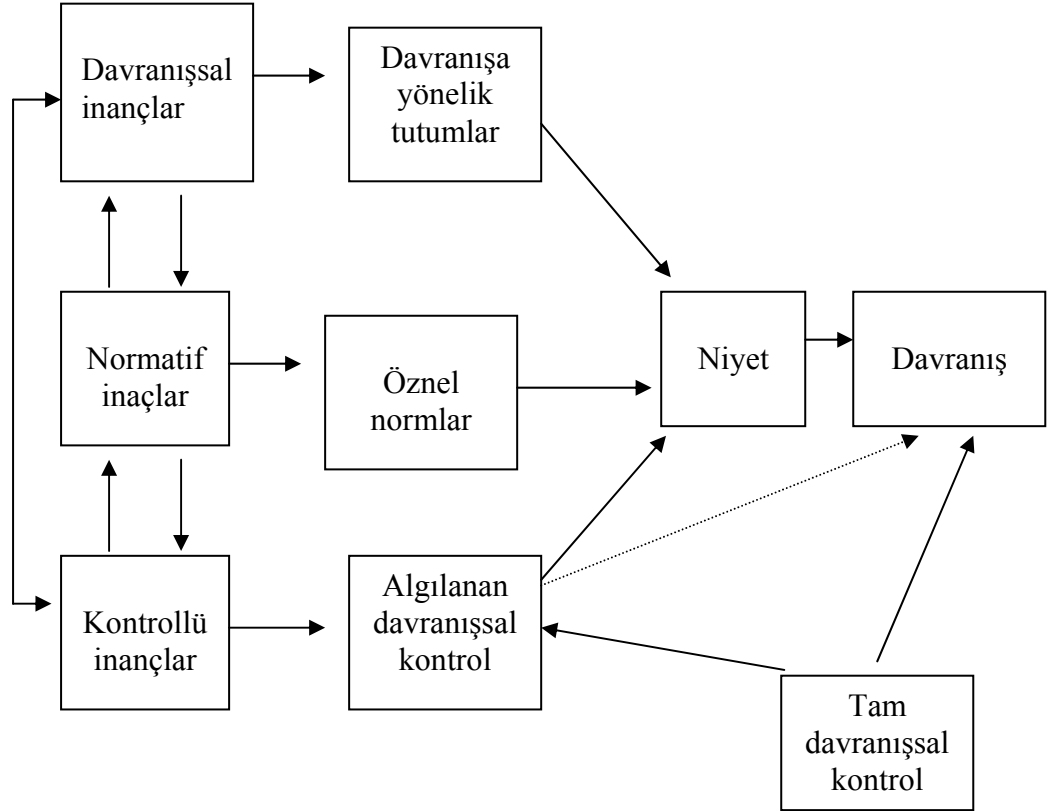 Davranışsal
inançlar
Davranışa
yönelik
tutumlar
Normatif
inaçlar
Öznel
normlar
Niyet
Davranış
Kontrollü
inançlar
Algılanan
davranışsal
kontrol
Tam
davranışsal
kontrol